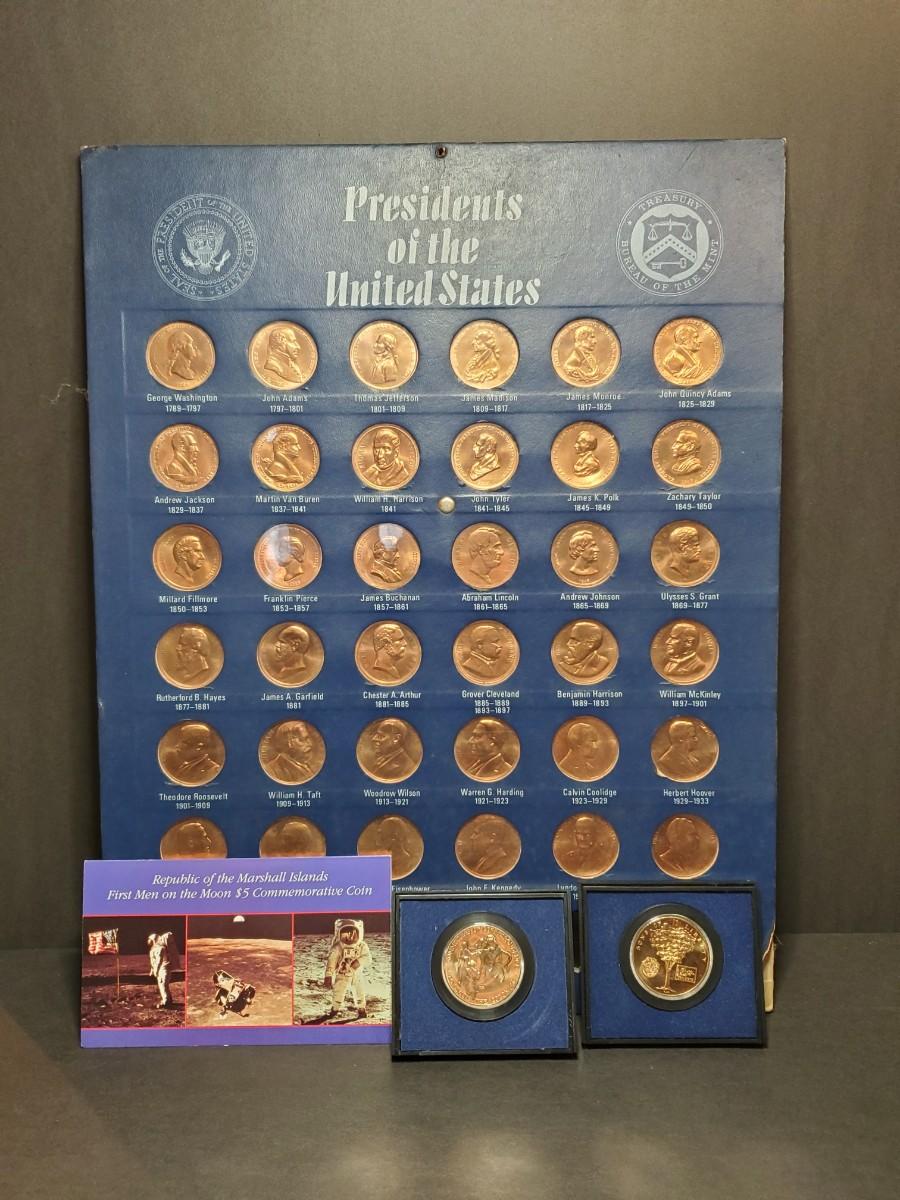 Presidents
of the
United States
SEAL OF THE PRESIDENT OF THE UNITED STATES
TREASURY
BUREAU OF THE MINT
George Washington
1789–1797
John Adams
1797–1801
Thomas Jefferson
1801–1809
James Madison
1809–1817
James Monroe
1817–1825
John Quincy Adams
1825–1829
Andrew Jackson
1829–1837
Martin Van Buren
1837–1841
William H. Harrison
1841
John Tyler
1841–1845
James K. Polk
1845–1849
Zachary Taylor
1849–1850
Millard Fillmore
1850–1853
Franklin Pierce
1853–1857
James Buchanan
1857–1861
Abraham Lincoln
1861–1865
Andrew Johnson
1865–1869
Ulysses S. Grant
1869–1877
Rutherford B. Hayes
1877–1881
James A. Garfield
1881
Chester A. Arthur
1881–1885
Grover Cleveland
1885–1889
1893–1897
Benjamin Harrison
1889–1893
William McKinley
1897–1901
Theodore Roosevelt
1901–1909
William H. Taft
1909–1913
Woodrow Wilson
1913–1921
Warren G. Harding
1921–1923
Calvin Coolidge
1923–1929
Herbert Hoover
1929–1933
Eisenhower
John F. Kennedy
Republic of the Marshall Islands
First Men on the Moon $5 Commemorative Coin